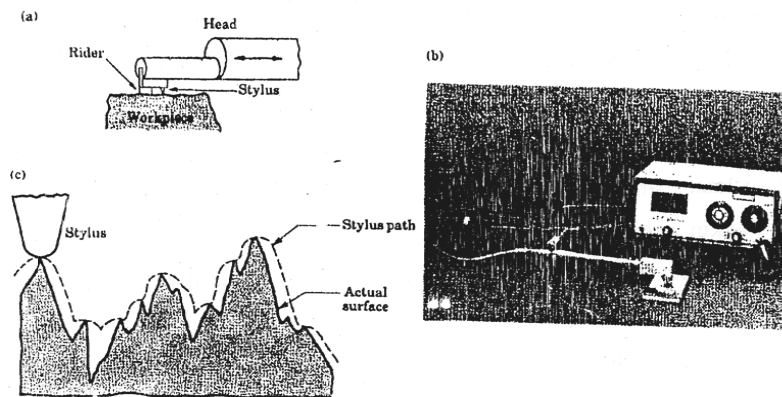 (a)
Head
Rider
Stylus
Workpiece
(b)
(c)
Stylus
Stylus path
Actual
surface